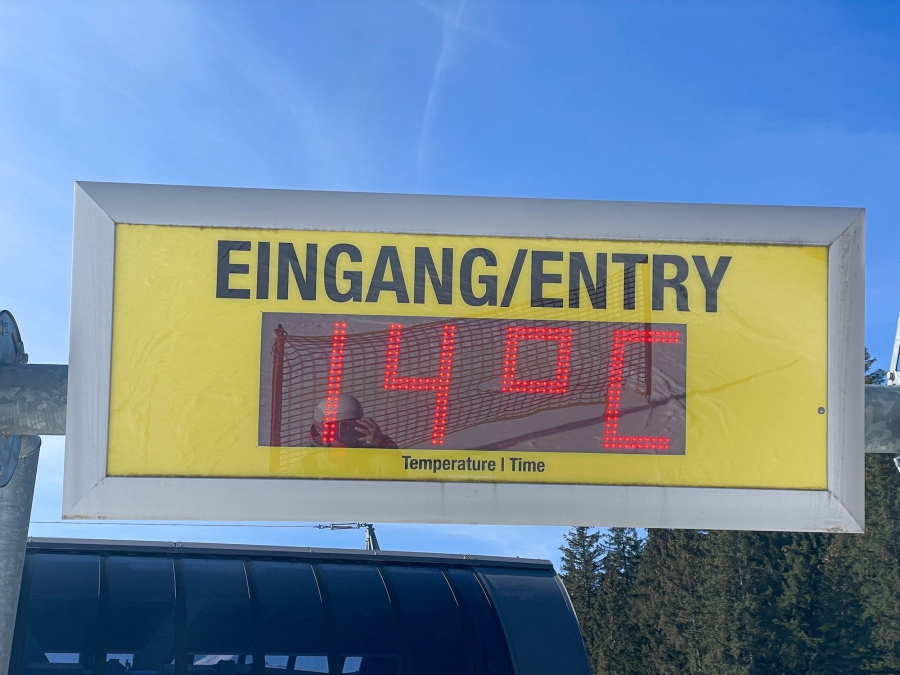 EINGANG/ENTRY
14°C
Temperature | Time